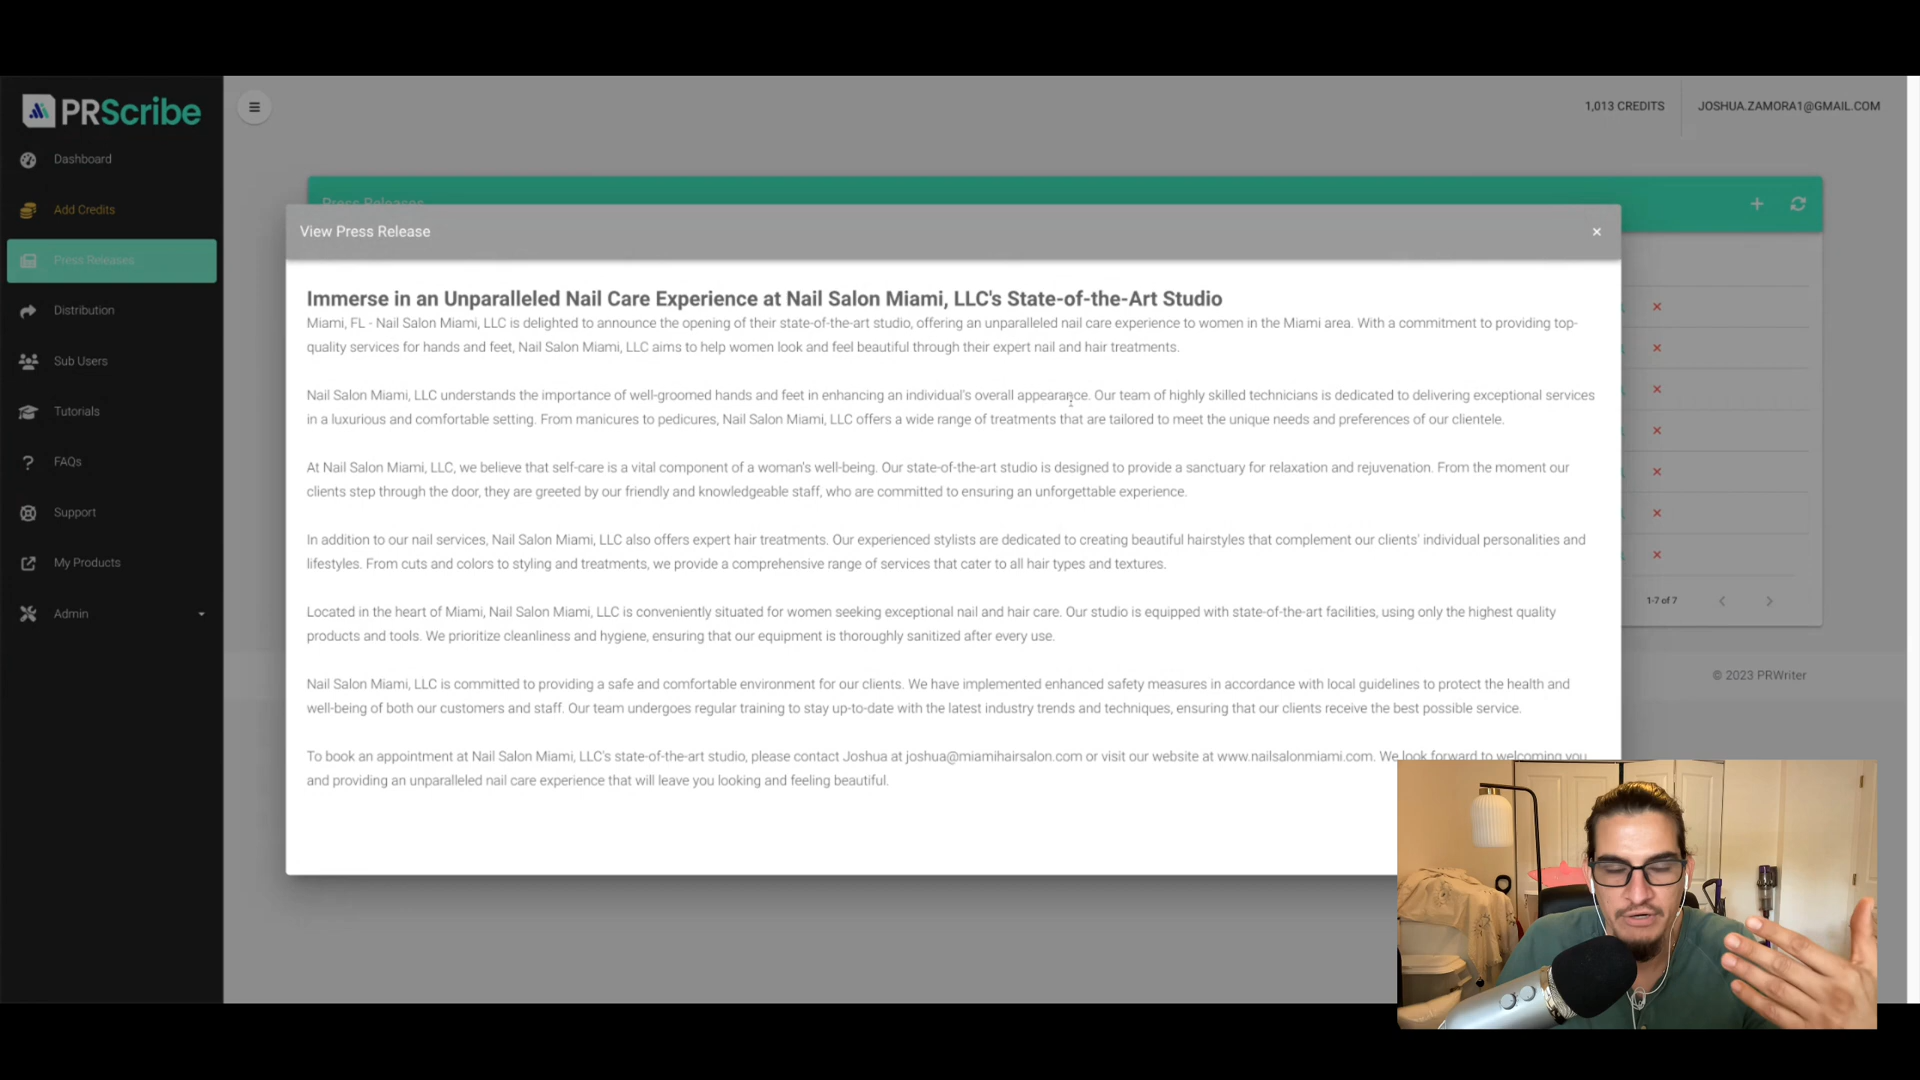 PRScribe
1,013 CREDITS
JOSHUA.ZAMORA1@GMAIL.COM
Dashboard
Add Credits
Press Releases
Distribution
Sub Users
Tutorials
FAQs
Support
My Products
Admin
Press Releases
View Press Release
Immerse in an Unparalleled Nail Care Experience at Nail Salon Miami, LLC's State-of-the-Art Studio
Miami, FL - Nail Salon Miami, LLC is delighted to announce the opening of their state-of-the-art studio, offering an unparalleled nail care experience to women in the Miami area. With a commitment to providing top-
quality services for hands and feet, Nail Salon Miami, LLC aims to help women look and feel beautiful through their expert nail and hair treatments.
Nail Salon Miami, LLC understands the importance of well-groomed hands and feet in enhancing an individual's overall appearance. Our team of highly skilled technicians is dedicated to delivering exceptional services
in a luxurious and comfortable setting. From manicures to pedicures, Nail Salon Miami, LLC offers a wide range of treatments that are tailored to meet the unique needs and preferences of our clientele.
At Nail Salon Miami, LLC, we believe that self-care is a vital component of a woman's well-being. Our state-of-the-art studio is designed to provide a sanctuary for relaxation and rejuvenation. From the moment our
clients step through the door, they are greeted by our friendly and knowledgeable staff, who are committed to ensuring an unforgettable experience.
In addition to our nail services, Nail Salon Miami, LLC also offers expert hair treatments. Our experienced stylists are dedicated to creating beautiful hairstyles that complement our clients' individual personalities and
lifestyles. From cuts and colors to styling and treatments, we provide a comprehensive range of services that cater to all hair types and textures.
Located in the heart of Miami, Nail Salon Miami, LLC is conveniently situated for women seeking exceptional nail and hair care. Our studio is equipped with state-of-the-art facilities, using only the highest quality
products and tools. We prioritize cleanliness and hygiene, ensuring that our equipment is thoroughly sanitized after every use.
Nail Salon Miami, LLC is committed to providing a safe and comfortable environment for our clients. We have implemented enhanced safety measures in accordance with local guidelines to protect the health and
well-being of both our customers and staff. Our team undergoes regular training to stay up-to-date with the latest industry trends and techniques, ensuring that our clients receive the best possible service.
To book an appointment at Nail Salon Miami, LLC's state-of-the-art studio, please contact Joshua at joshua@miamihairsalon.com or visit our website at www.nailsalonmiami.com. We look forward to welcoming you
and providing an unparalleled nail care experience that will leave you looking and feeling beautiful.
1-7 of 7
© 2023 PRWriter